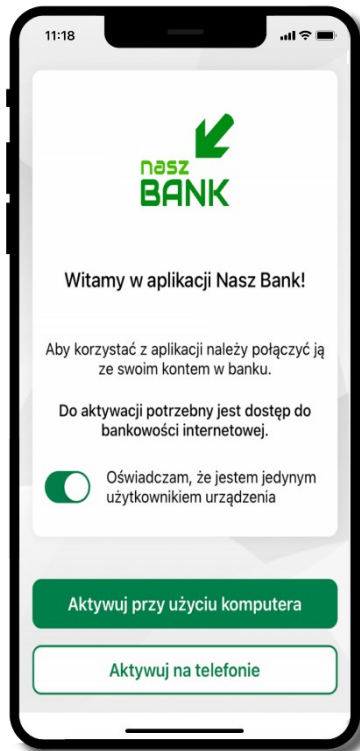 11:18
nasz
BANK
Witamy w aplikacji Nasz Bank!
Aby korzystać z aplikacji należy połączyć ją
ze swoim kontem w banku.
Do aktywacji potrzebny jest dostęp do
bankowości internetowej.
Oświadczam, że jestem jedynym
użytkownikiem urządzenia
Aktywuj przy użyciu komputera
Aktywuj na telefonie